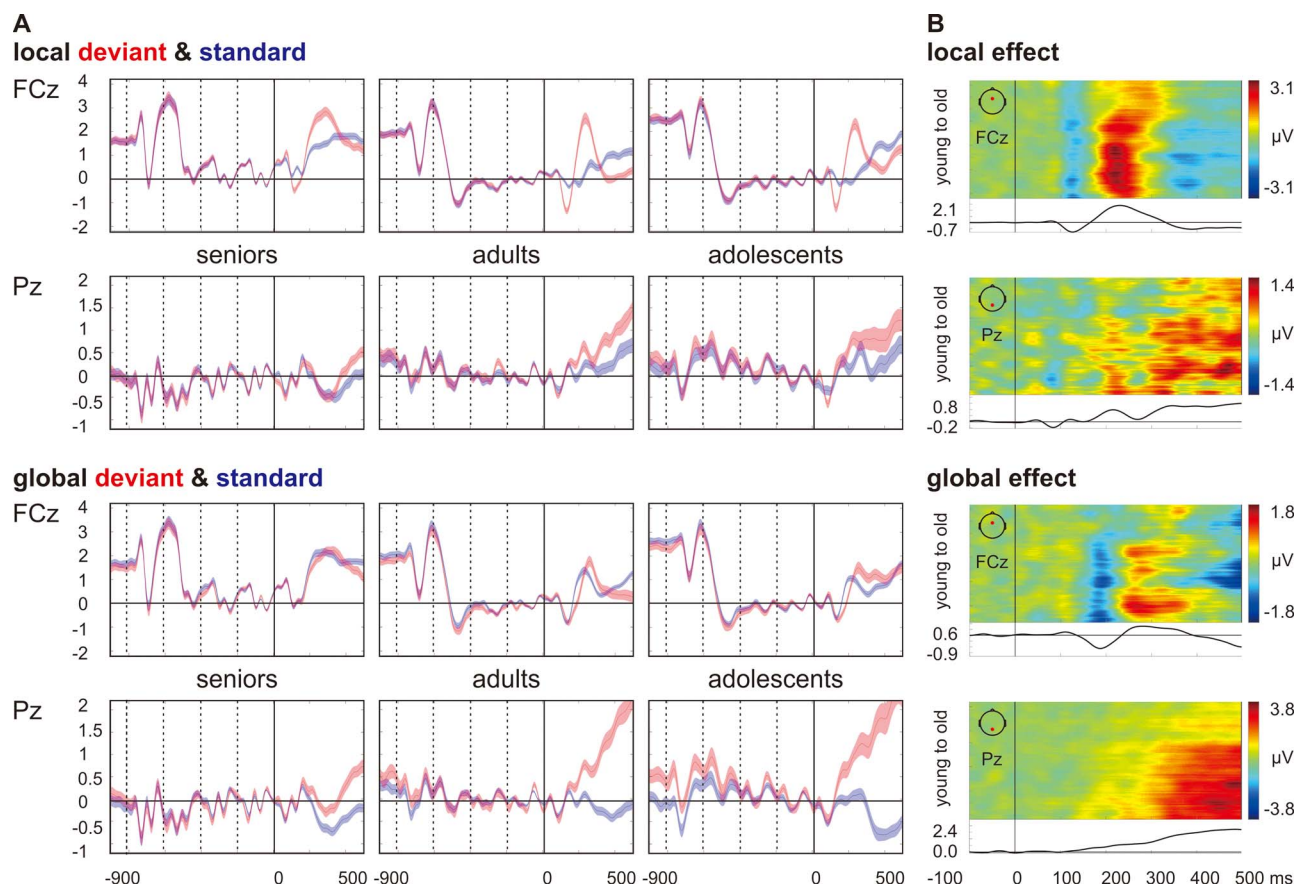 A
local deviant & standard
FCz
4
3
2
1
0
-1
-2
seniors
adults
adolescents
Pz
2
1.5
1
0.5
0
-0.5
-1
global deviant & standard
FCz
4
3
2
1
0
-1
-2
seniors
adults
adolescents
Pz
2
1.5
1
0.5
0
-0.5
-1
-900 0 500
-900 0 500
-900 0 500
B
local effect
young to old
FCz
3.1
µV
-3.1
2.1
-0.7
young to old
Pz
1.4
µV
-1.4
0.8
-0.2
global effect
young to old
FCz
1.8
µV
-1.8
0.6
-0.9
young to old
Pz
3.8
µV
-3.8
2.4
0.0
-100 0 100 200 300 400 500 ms